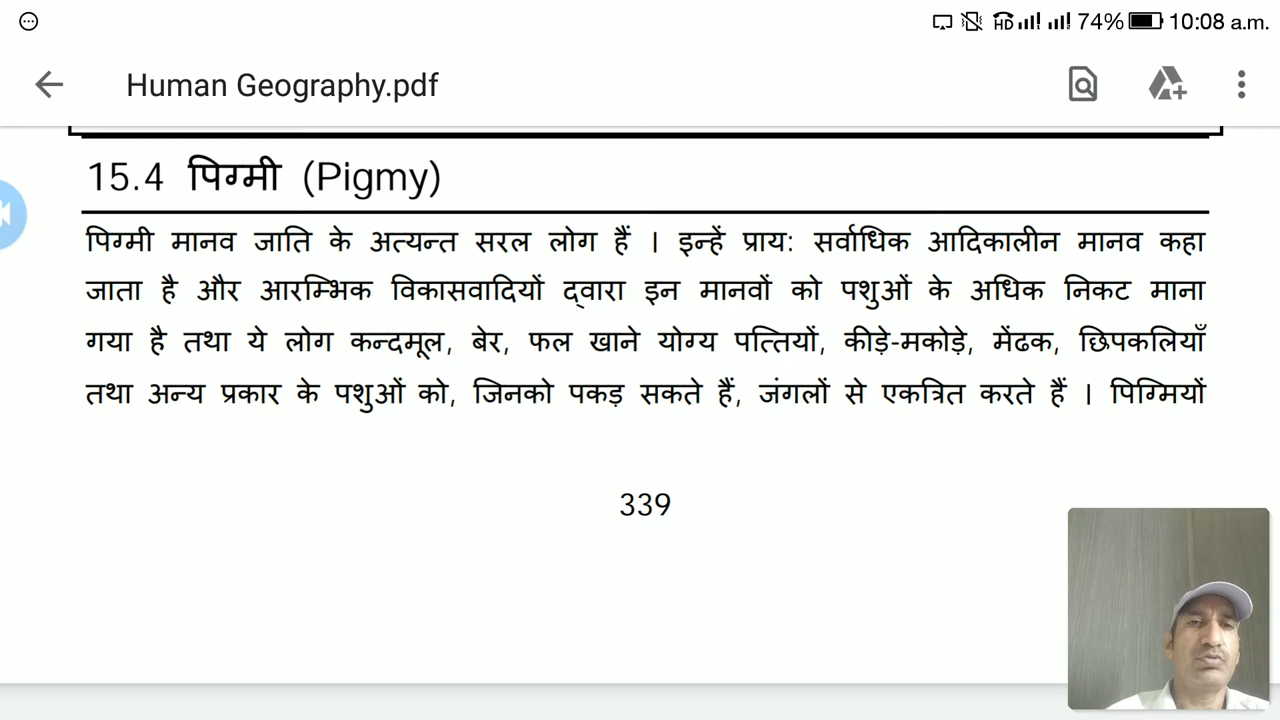 74% 10:08 a.m.
Human Geography.pdf
15.4 पिग्मी (Pigmy)
पिग्मी मानव जाति के अत्यन्त सरल लोग हैं । इन्हें प्राय: सर्वाधिक आदिकालीन मानव कहा
जाता है और आरम्भिक विकासवादियों द्वारा इन मानवों को पशुओं के अधिक निकट माना
गया है तथा ये लोग कन्दमूल, बेर, फल खाने योग्य पत्तियों, कीड़े-मकोड़े, मेंढक, छिपकलियाँ
तथा अन्य प्रकार के पशुओं को, जिनको पकड़ सकते हैं, जंगलों से एकत्रित करते हैं । पिग्मियों
339